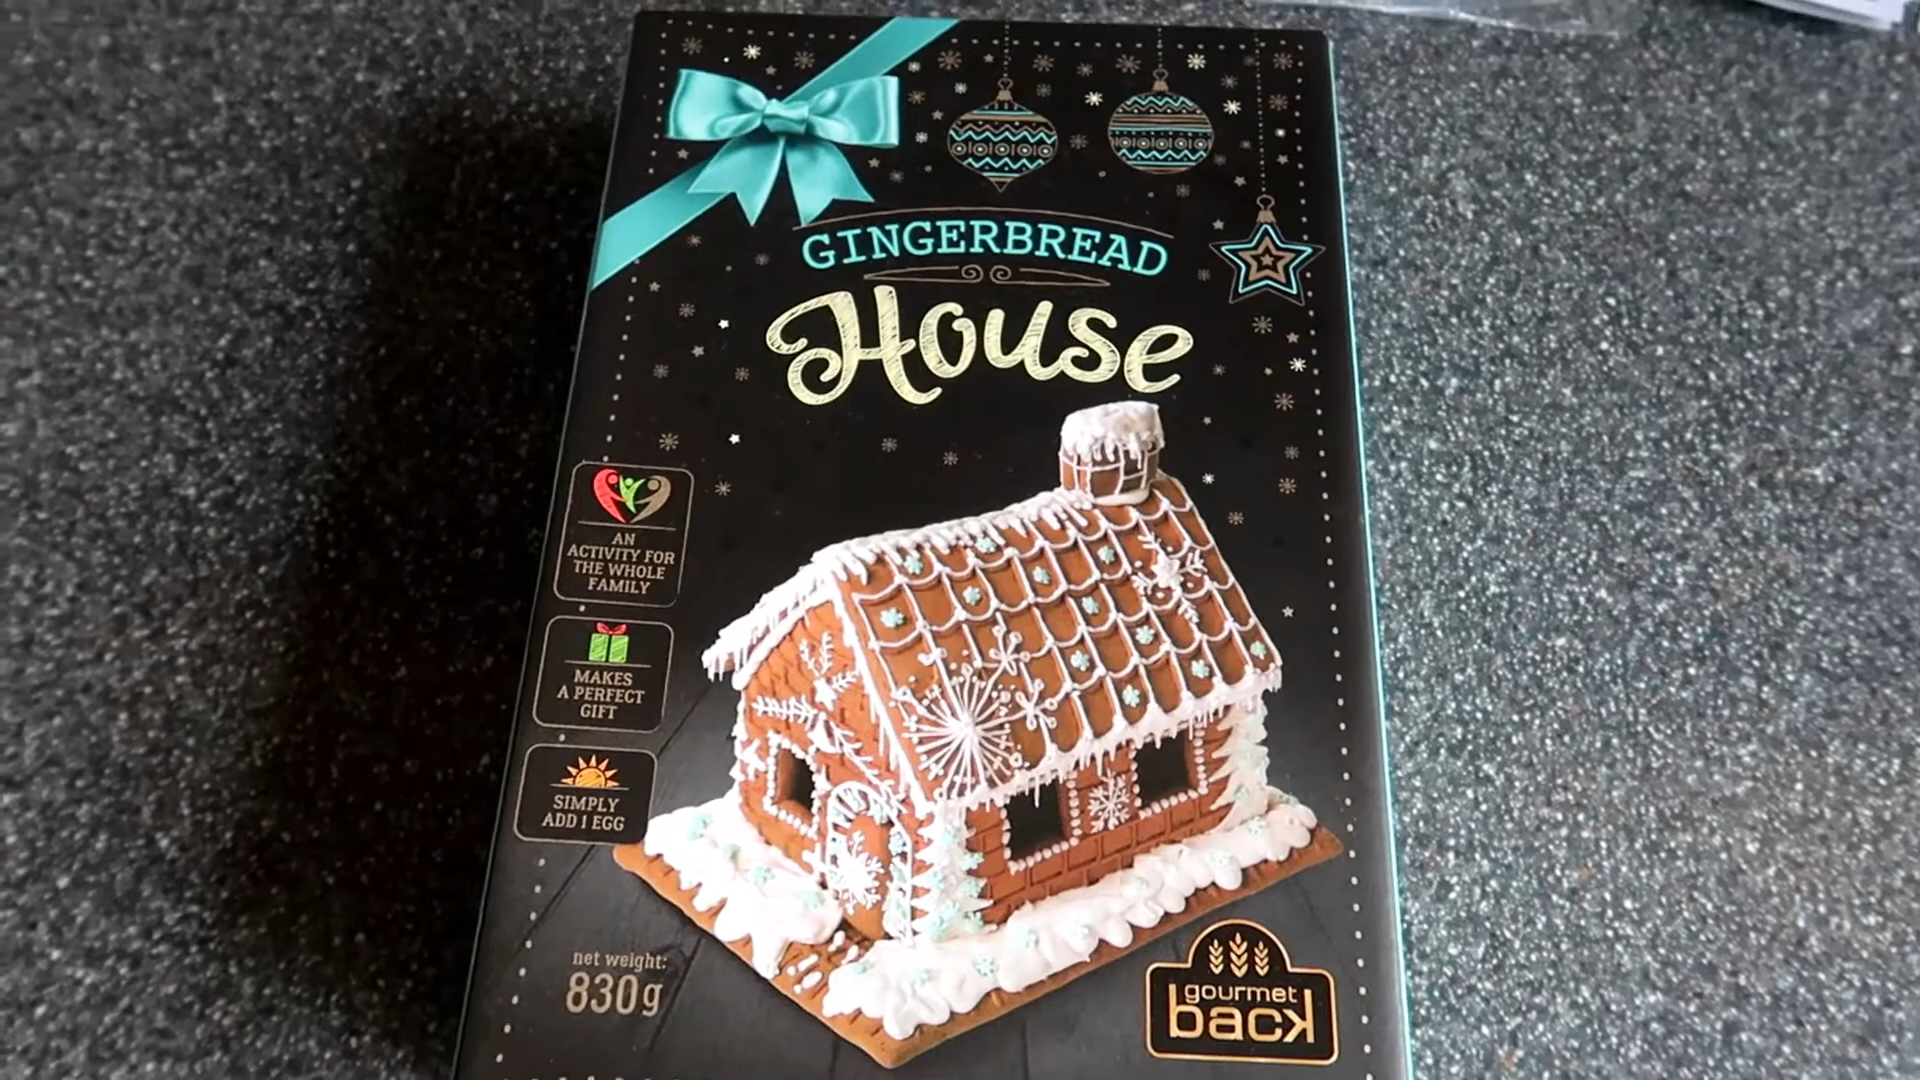 GINGERBREAD
House
AN
ACTIVITY FOR
THE WHOLE
FAMILY
MAKES
A PERFECT
GIFT
SIMPLY
ADD 1 EGG
net weight:
830g
gourmet
back